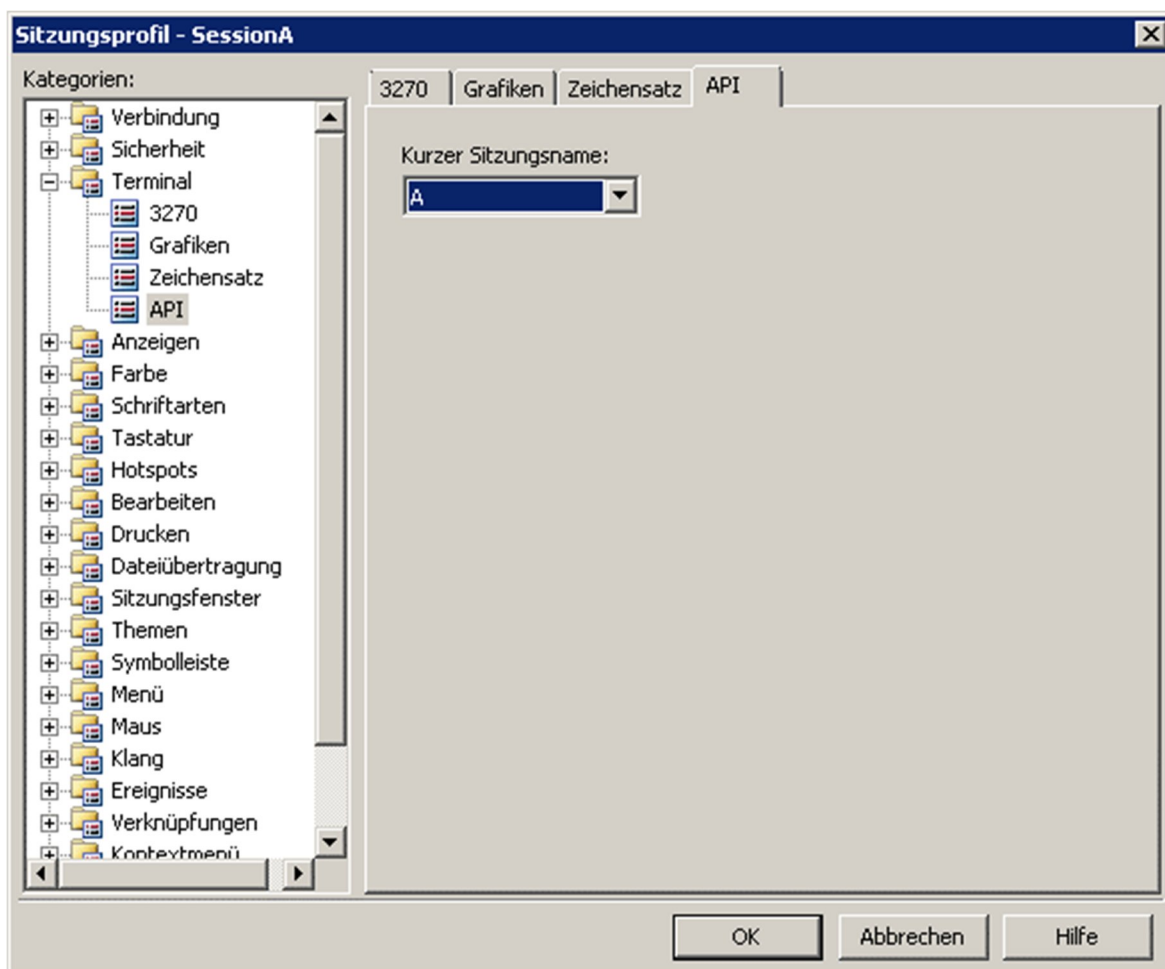 Sitzungsprofil - SessionA
Kategorien:
Verbindung
Sicherheit
Terminal
3270
Grafiken
Zeichensatz
API
Anzeigen
Farbe
Schriftarten
Tastatur
Hotspots
Bearbeiten
Drucken
Dateiübertragung
Sitzungsfenster
Themen
Symbolleiste
Menü
Maus
Klang
Ereignisse
Verknüpfungen
Kontextmenü
3270 Grafiken Zeichensatz API
Kurzer Sitzungsname:
A
OK Abbrechen Hilfe